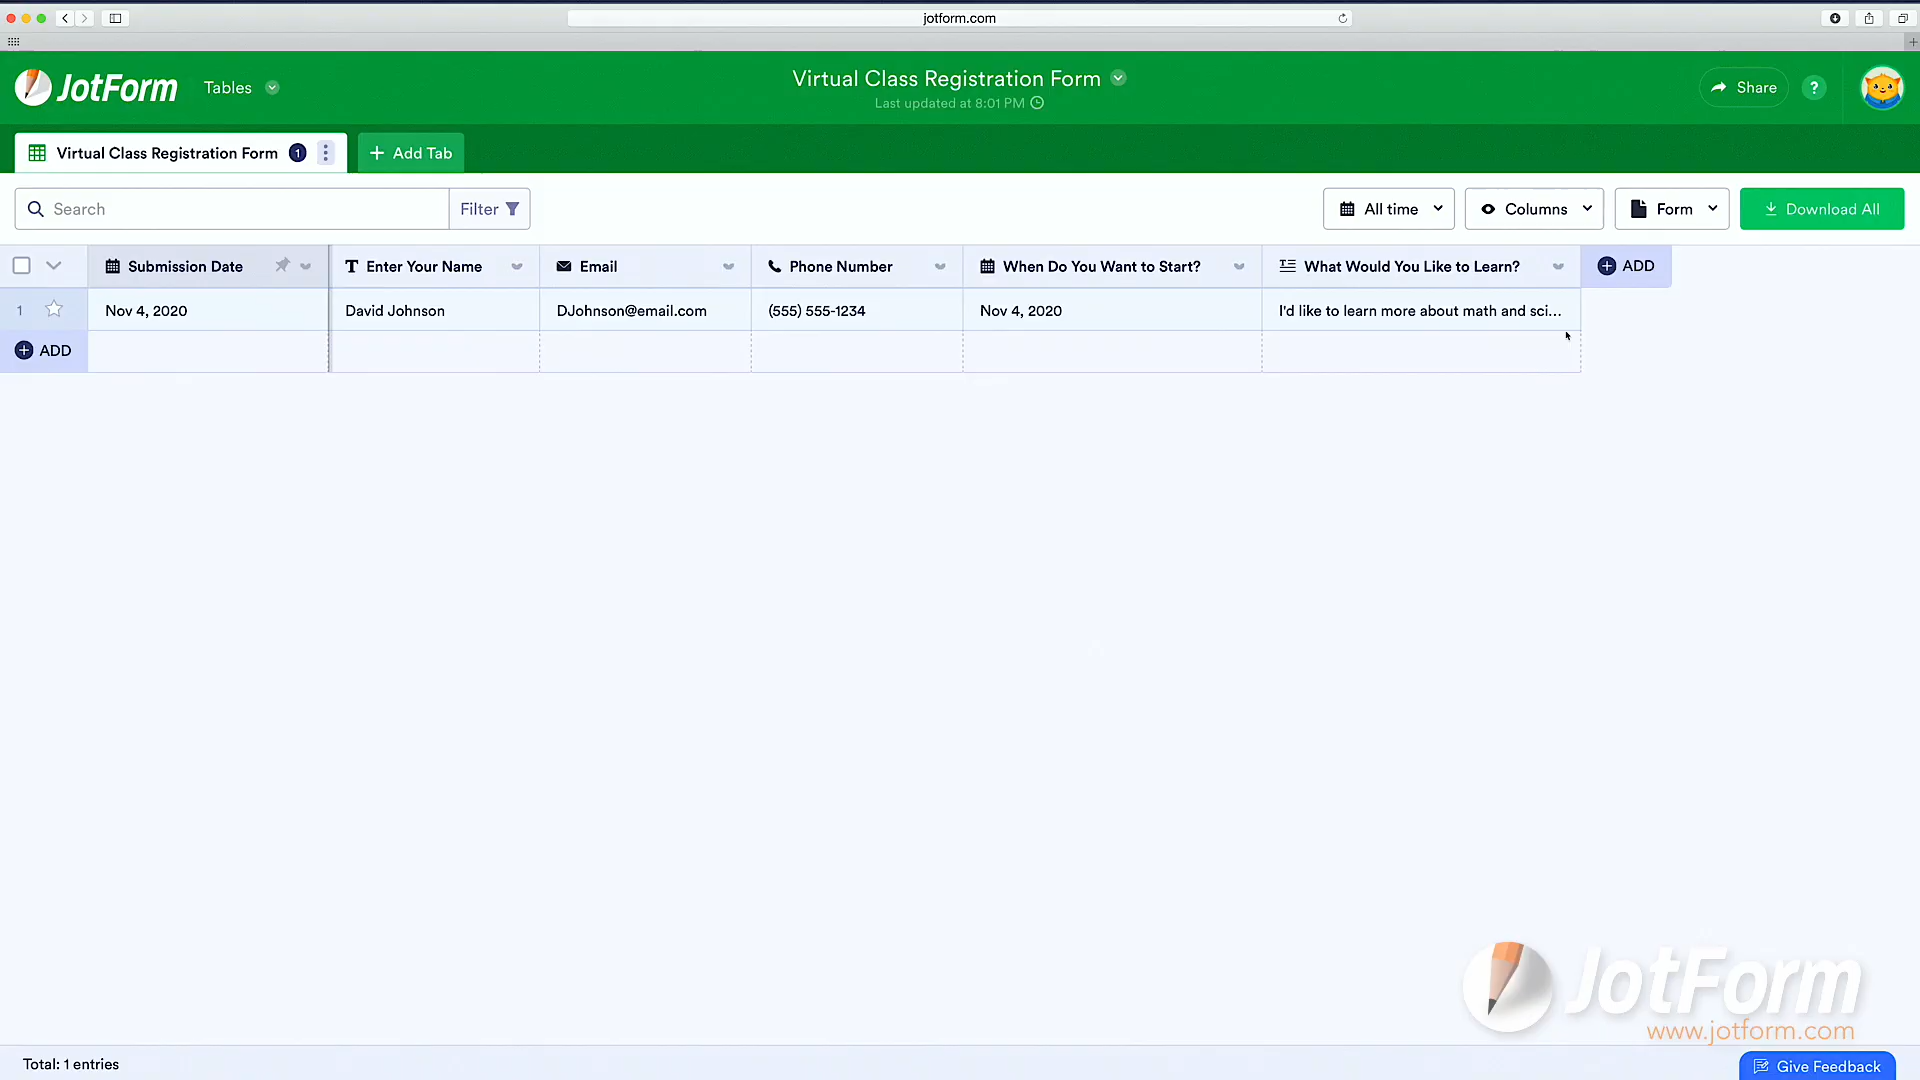 jotform.com
JotForm
Tables
Virtual Class Registration Form
Last updated at 8:01 PM
Share
?
Virtual Class Registration Form 1
+ Add Tab
Search
Filter
All time
Columns
Form
Download All
Submission Date
Enter Your Name
Email
Phone Number
When Do You Want to Start?
What Would You Like to Learn?
ADD
1
Nov 4, 2020
David Johnson
DJohnson@email.com
(555) 555-1234
Nov 4, 2020
I'd like to learn more about math and sci...
ADD
JotForm
www.jotform.com
Total: 1 entries
Give Feedback